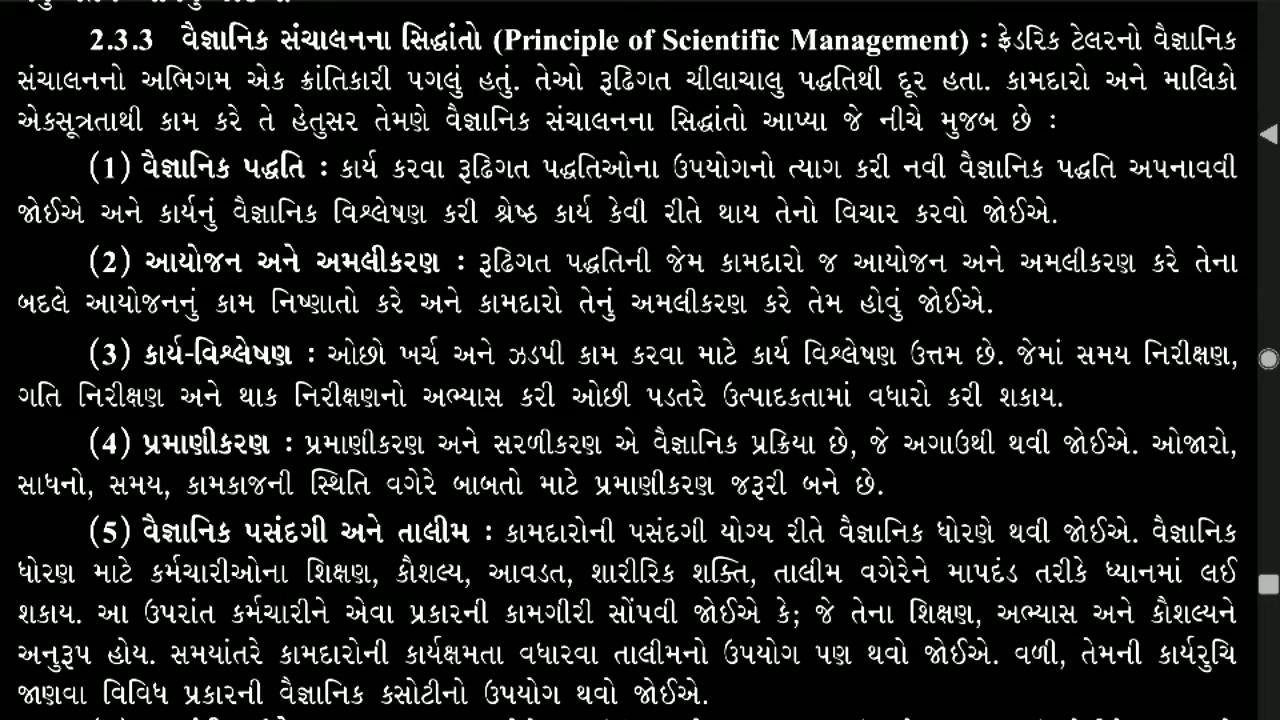 2.3.3 વૈજ્ઞાનિક સંચાલનના સિદ્ધાંતો (Principle of Scientific Management) : ફ્રેડરિક ટેલરનો વૈજ્ઞાનિક
સંચાલનનો અભિગમ એક ક્રાંતિકારી પગલું હતું. તેઓ રૂઢિગત ચીલાચાલુ પદ્ધતિથી દૂર હતા. કામદારો અને માલિકો
એકસૂત્રતાથી કામ કરે તે હેતુસર તેમણે વૈજ્ઞાનિક સંચાલનના સિદ્ધાંતો આપ્યા જે નીચે મુજબ છે :
(1) વૈજ્ઞાનિક પદ્ધતિ : કાર્ય કરવા રૂઢિગત પદ્ધતિઓના ઉપયોગનો ત્યાગ કરી નવી વૈજ્ઞાનિક પદ્ધતિ અપનાવવી
જોઈએ અને કાર્યનું વૈજ્ઞાનિક વિશ્લેષણ કરી શ્રેષ્ઠ કાર્ય કેવી રીતે થાય તેનો વિચાર કરવો જોઈએ.
(2) આયોજન અને અમલીકરણ : રૂઢિગત પદ્ધતિની જેમ કામદારો જ આયોજન અને અમલીકરણ કરે તેના
બદલે આયોજનનું કામ નિષ્ણાતો કરે અને કામદારો તેનું અમલીકરણ કરે તેમ હોવું જોઈએ.
(3) કાર્ય-વિશ્લેષણ : ઓછો ખર્ચ અને ઝડપી કામ કરવા માટે કાર્ય વિશ્લેષણ ઉત્તમ છે. જેમાં સમય નિરીક્ષણ,
ગતિ નિરીક્ષણ અને થાક નિરીક્ષણનો અભ્યાસ કરી ઓછી પડતરે ઉત્પાદકતામાં વધારો કરી શકાય.
(4) પ્રમાણીકરણ : પ્રમાણીકરણ અને સરળીકરણ એ વૈજ્ઞાનિક પ્રક્રિયા છે, જે અગાઉથી થવી જોઈએ. ઓજારો,
સાધનો, સમય, કામકાજની સ્થિતિ વગેરે બાબતો માટે પ્રમાણીકરણ જરૂરી બને છે.
(5) વૈજ્ઞાનિક પસંદગી અને તાલીમ : કામદારોની પસંદગી યોગ્ય રીતે વૈજ્ઞાનિક ધોરણે થવી જોઈએ. વૈજ્ઞાનિક
ધોરણ માટે કર્મચારીઓના શિક્ષણ, કૌશલ્ય, આવડત, શારીરિક શક્તિ, તાલીમ વગેરેને માપદંડ તરીકે ધ્યાનમાં લઈ
શકાય. આ ઉપરાંત કર્મચારીને એવા પ્રકારની કામગીરી સોંપવી જોઈએ કે; જે તેના શિક્ષણ, અભ્યાસ અને કૌશલ્યને
અનુરૂપ હોય. સમયાંતરે કામદારોની કાર્યક્ષમતા વધારવા તાલીમનો ઉપયોગ પણ થવો જોઈએ. વળી, તેમની કાર્યરુચિ
જાણવા વિવિધ પ્રકારની વૈજ્ઞાનિક કસોટીનો ઉપયોગ થવો જોઈએ.